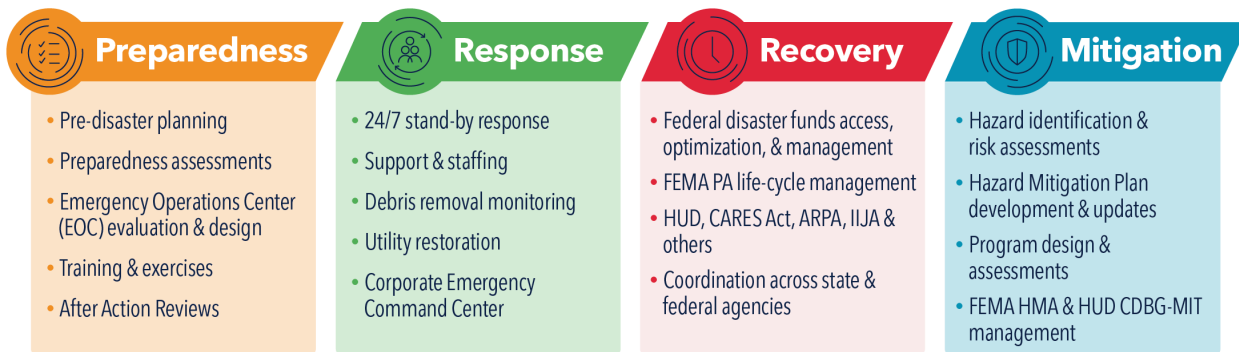 Preparedness
• Pre-disaster planning
• Preparedness assessments
• Emergency Operations Center
(EOC) evaluation & design
• Training & exercises
• After Action Reviews
Response
• 24/7 stand-by response
• Support & staffing
• Debris removal monitoring
• Utility restoration
• Corporate Emergency
Command Center
Recovery
• Federal disaster funds access,
optimization, & management
• FEMA PA life-cycle management
• HUD, CARES Act, ARPA, IIJA &
others
• Coordination across state &
federal agencies
Mitigation
• Hazard identification &
risk assessments
• Hazard Mitigation Plan
development & updates
• Program design &
assessments
• FEMA HMA & HUD CDBG-MIT
management